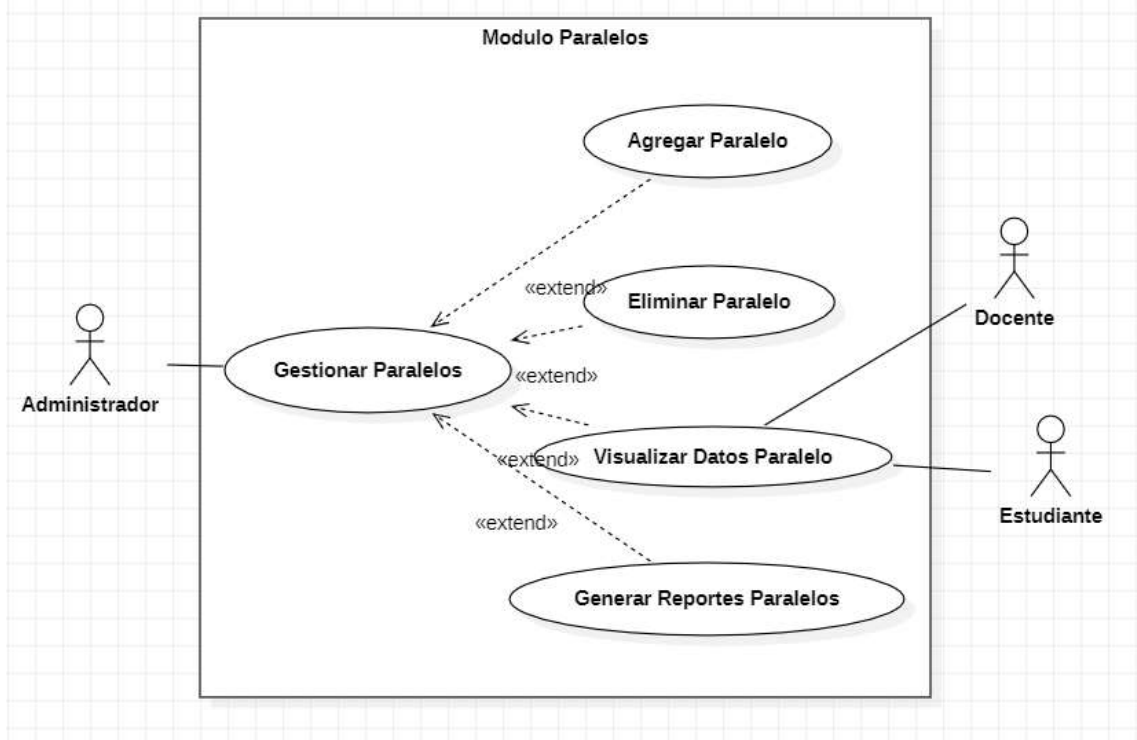 Modulo Paralelos
Agregar Paralelo
«extend»
Eliminar Paralelo
Docente
Gestionar Paralelos
«extend»
Administrador
«extend»
Visualizar Datos Paralelo
Estudiante
«extend»
Generar Reportes Paralelos